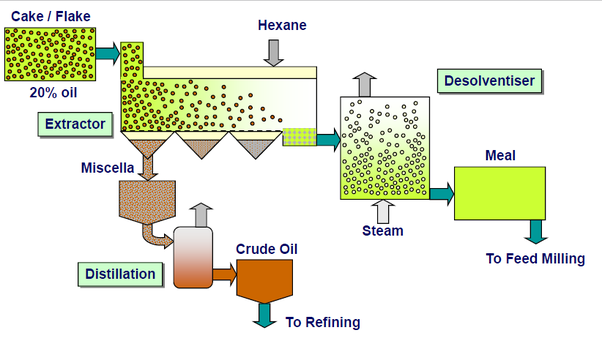 Cake / Flake
Hexane
20% oil
Desolventiser
Extractor
Miscella
Meal
Steam
Crude Oil
To Feed Milling
Distillation
To Refining